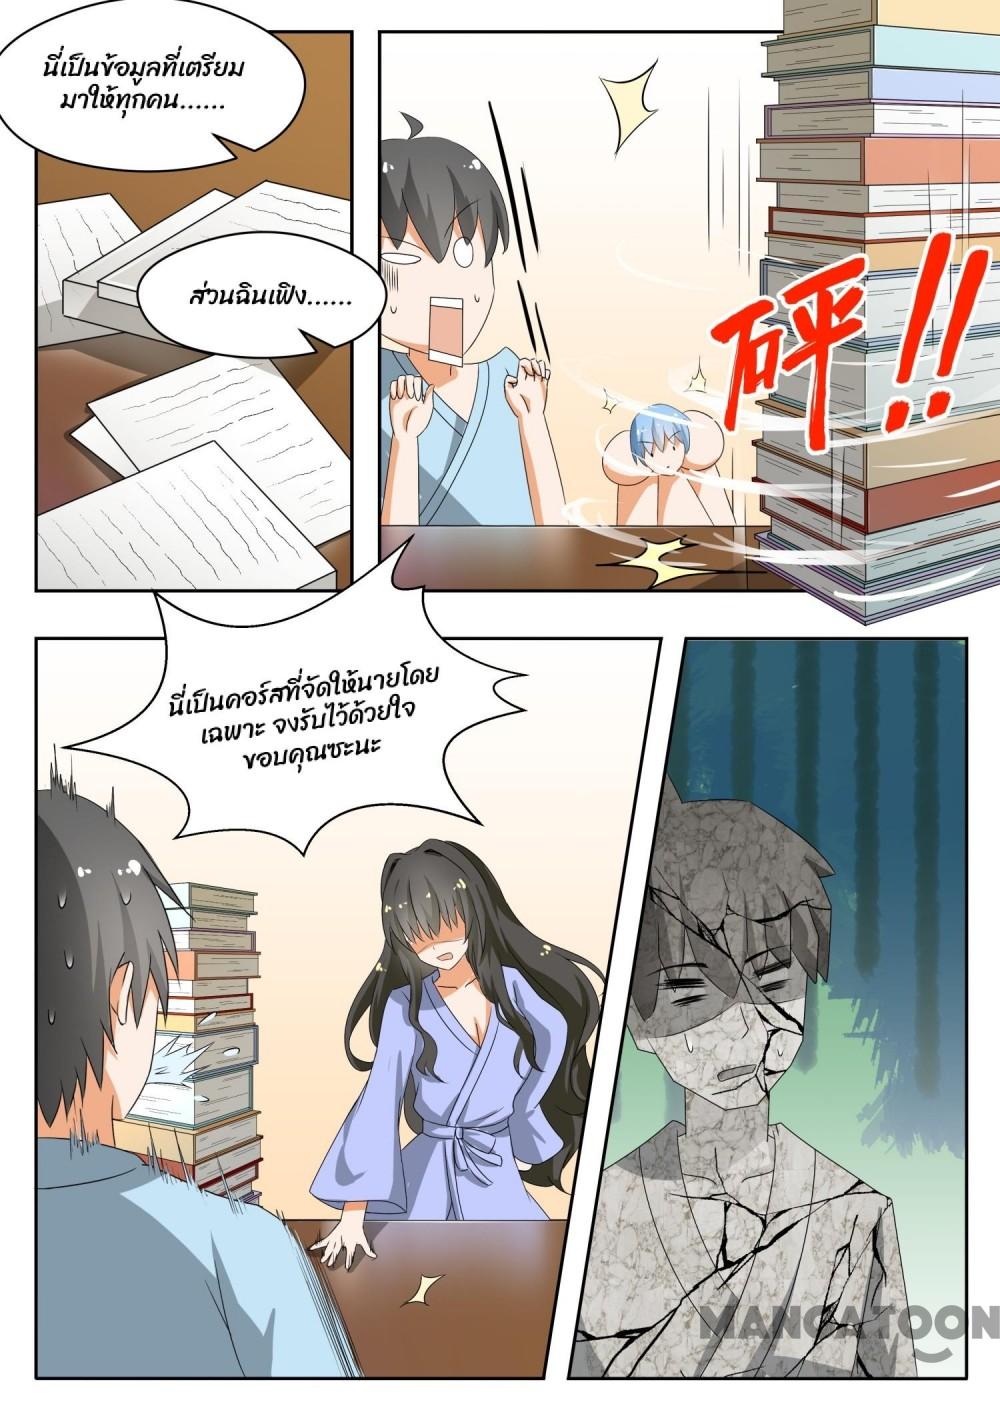 นี่เป็นข้อมูลที่เตรียม
มาให้ทุกคน......
ส่วนฉินเฟิง......
砰!!
นี่เป็นคอร์สที่จัดให้นายโดย
เฉพาะ จงรับไว้ด้วยใจ
ขอบคุณซะนะ
MANGATOON